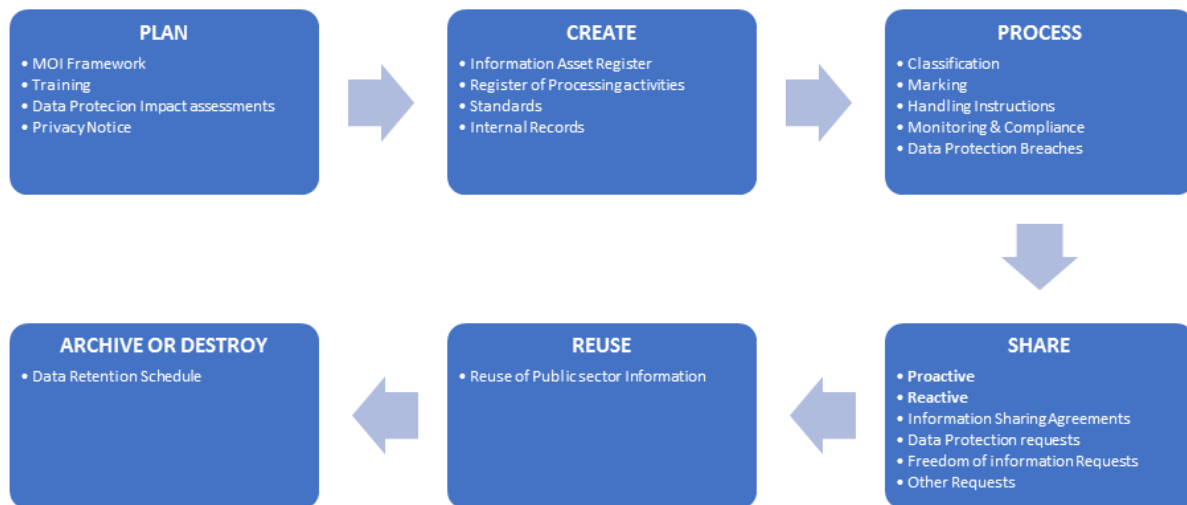 PLAN
• MOI Framework
• Training
• Data Protecion Impact assessments
• Privacy Notice
CREATE
• Information Asset Register
• Register of Processing activities
• Standards
• Internal Records
PROCESS
• Classification
• Marking
• Handling Instructions
• Monitoring & Compliance
• Data Protection Breaches
SHARE
• Proactive
• Reactive
• Information Sharing Agreements
• Data Protection requests
• Freedom of information Requests
• Other Requests
REUSE
• Reuse of Public sector Information
ARCHIVE OR DESTROY
• Data Retention Schedule